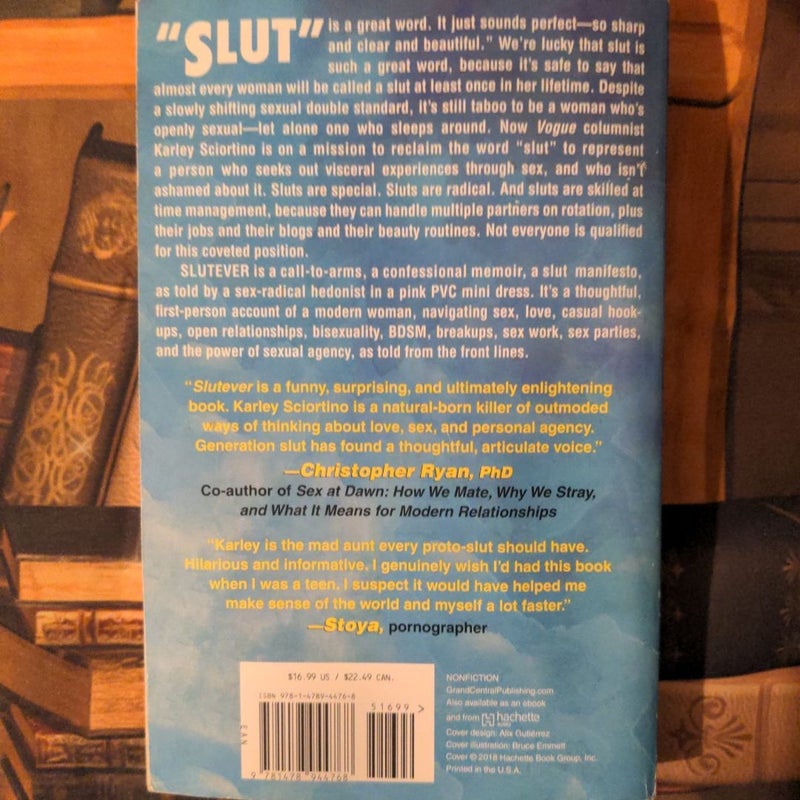 "SLUT" is a great word. It just sounds perfect—so sharp
and clear and beautiful." We're lucky that slut is
such a great word, because it's safe to say that
almost every woman will be called a slut at least once in her lifetime. Despite
a slowly shifting sexual double standard, it's still taboo to be a woman who's
openly sexual—let alone one who sleeps around. Now Vogue columnist
Karley Sciortino is on a mission to reclaim the word "slut" to represent
a person who seeks out visceral experiences through sex, and who isn't
ashamed about it. Sluts are special. Sluts are radical. And sluts are skilled at
time management, because they can handle multiple partners on rotation, plus
their jobs and their blogs and their beauty routines. Not everyone is qualified
for this coveted position.
SLUTEVER is a call-to-arms, a confessional memoir, a slut manifesto,
as told by a sex-radical hedonist in a pink PVC mini dress. It's a thoughtful,
first-person account of a modern woman, navigating sex, love, casual hook-
ups, open relationships, bisexuality, BDSM, breakups, sex work, sex parties,
and the power of sexual agency, as told from the front lines.
"Slutever is a funny, surprising, and ultimately enlightening
book. Karley Sciortino is a natural-born killer of outmoded
ways of thinking about love, sex, and personal agency.
Generation slut has found a thoughtful, articulate voice."
—Christopher Ryan, PhD
Co-author of Sex at Dawn: How We Mate, Why We Stray,
and What It Means for Modern Relationships
"Karley is the mad aunt every proto-slut should have.
Hilarious and informative. I genuinely wish I'd had this book
when I was a teen. I suspect it would have helped me
make sense of the world and myself a lot faster."
—Stoya, pornographer
$16.99 US / $22.49 CAN.
ISBN 978-1-4789-4476-8
51699>
EAN
9 781478 944768
NONFICTION
GrandCentralPublishing.com
Also available as an ebook
and from hachette
AUDIO
Cover design: Alix Gutiérrez
Cover illustration: Bruce Emmett
Cover © 2018 Hachette Book Group, Inc.
Printed in the U.S.A.